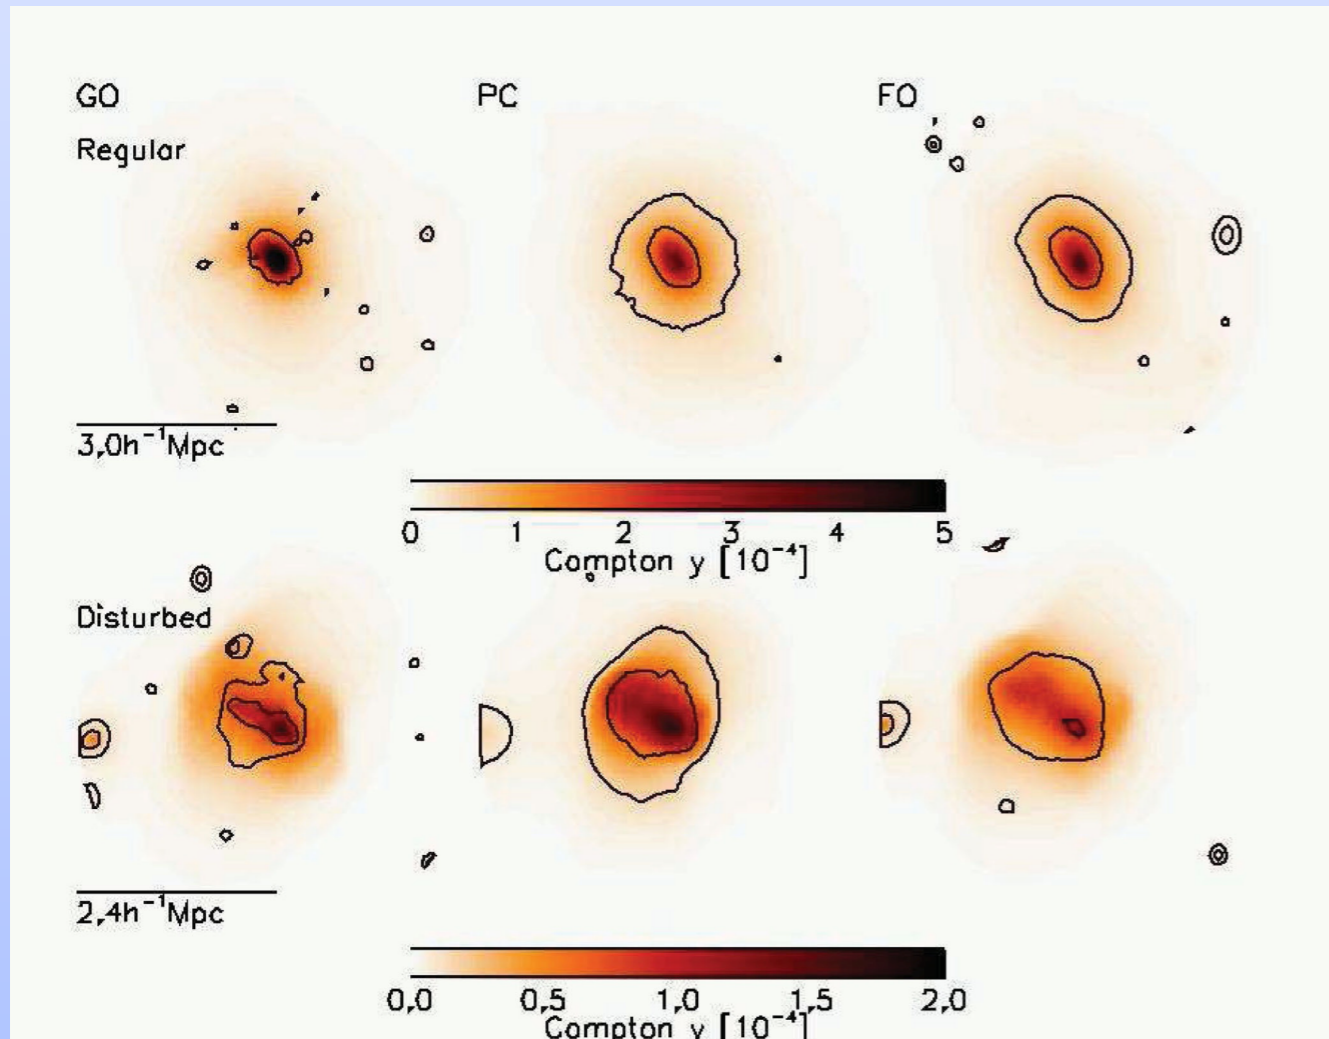 GO PC FO
Regular
3,0h⁻¹Mpc
0 1 2 3 4 5
Compton y [10⁻⁴]
Disturbed
2,4h⁻¹Mpc
0,0 0,5 1,0 1,5 2,0
Compton y [10⁻⁴]